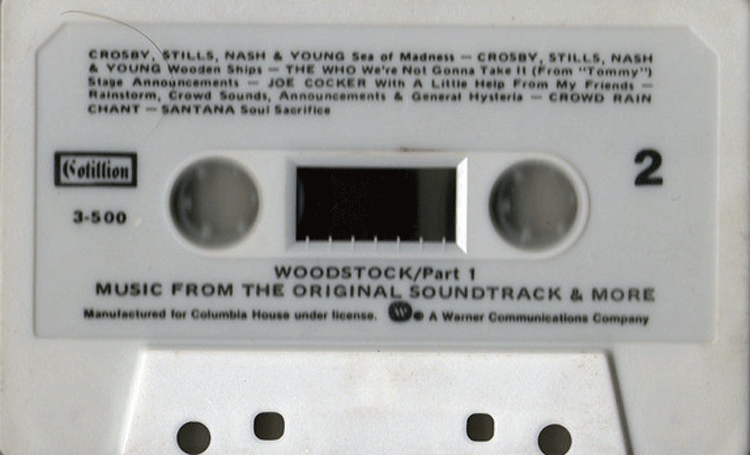 CROSBY, STILLS, NASH & YOUNG Sea of Madness — CROSBY, STILLS, NASH
& YOUNG Wooden Ships — THE WHO We're Not Gonna Take It (From "Tommy")
Stage Announcements — JOE COCKER With A Little Help From My Friends —
Rainstorm, Crowd Sounds, Announcements & General Hysteria — CROWD RAIN
CHANT — SANTANA Soul Sacrifice
Cotillion
2
3-500
WOODSTOCK/Part 1
MUSIC FROM THE ORIGINAL SOUNDTRACK & MORE
Manufactured for Columbia House under license. W ® A Warner Communications Company